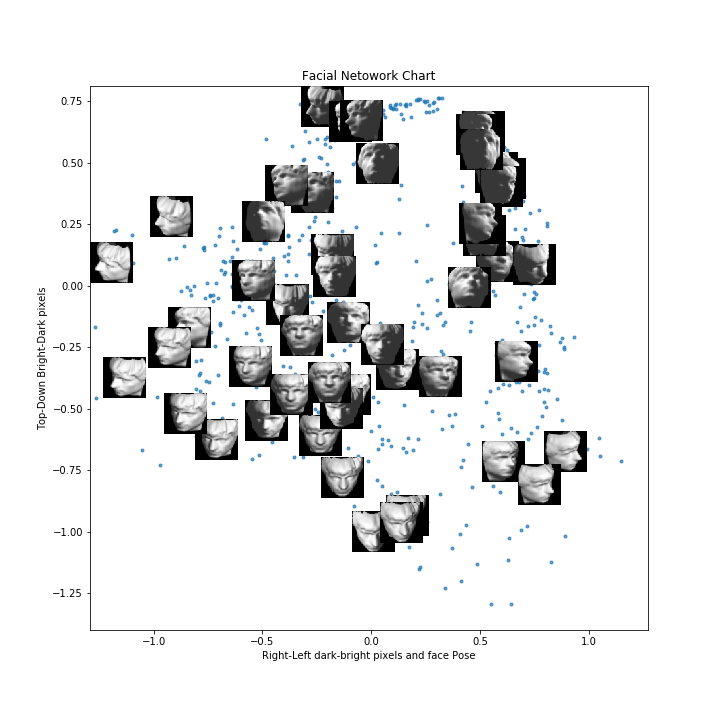 Facial Netowork Chart
0.75
0.50
0.25
0.00
−0.25
−0.50
−0.75
−1.00
−1.25
Top-Down Bright-Dark pixels
−1.0 −0.5 0.0 0.5 1.0
Right-Left dark-bright pixels and face Pose